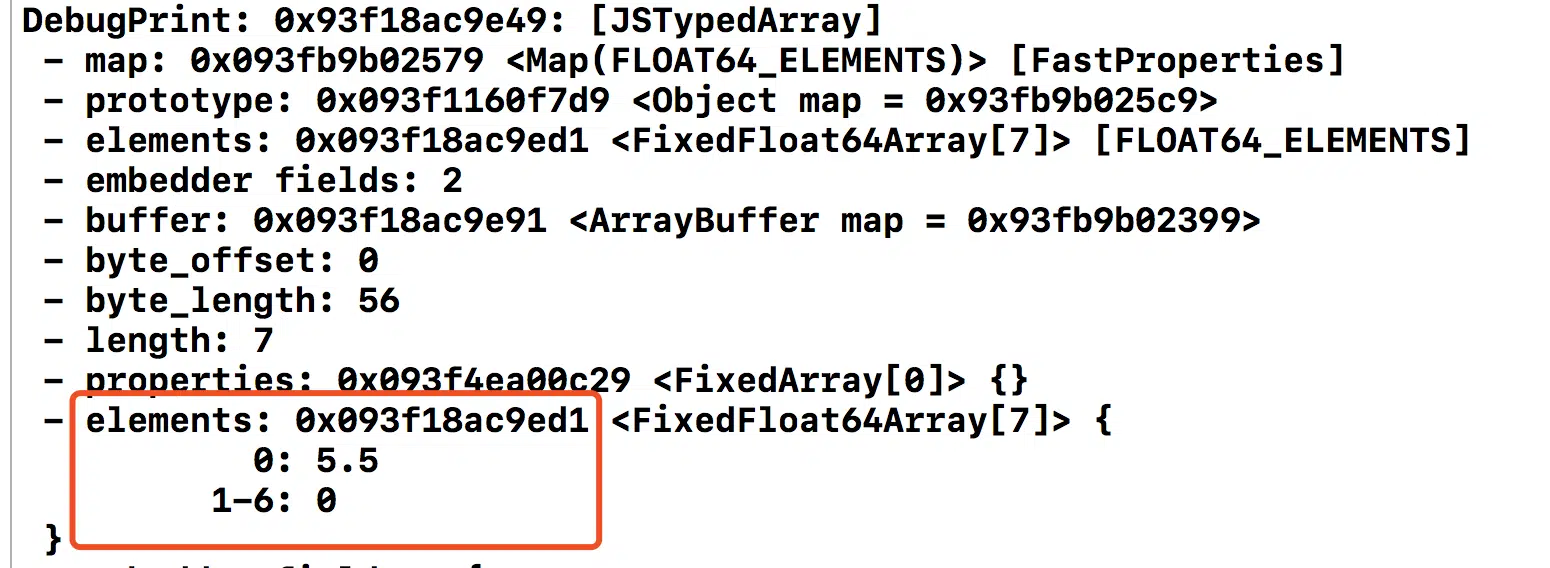 DebugPrint: 0x93f18ac9e49: [JSTypedArray]
- map: 0x093fb9b02579 <Map(FLOAT64_ELEMENTS)> [FastProperties]
- prototype: 0x093f1160f7d9 <Object map = 0x93fb9b025c9>
- elements: 0x093f18ac9ed1 <FixedFloat64Array[7]> [FLOAT64_ELEMENTS]
- embedder fields: 2
- buffer: 0x093f18ac9e91 <ArrayBuffer map = 0x93fb9b02399>
- byte_offset: 0
- byte_length: 56
- length: 7
- properties: 0x093f4ea00c29 <FixedArray[0]> {}
- elements: 0x093f18ac9ed1 <FixedFloat64Array[7]> {
0: 5.5
1-6: 0
}